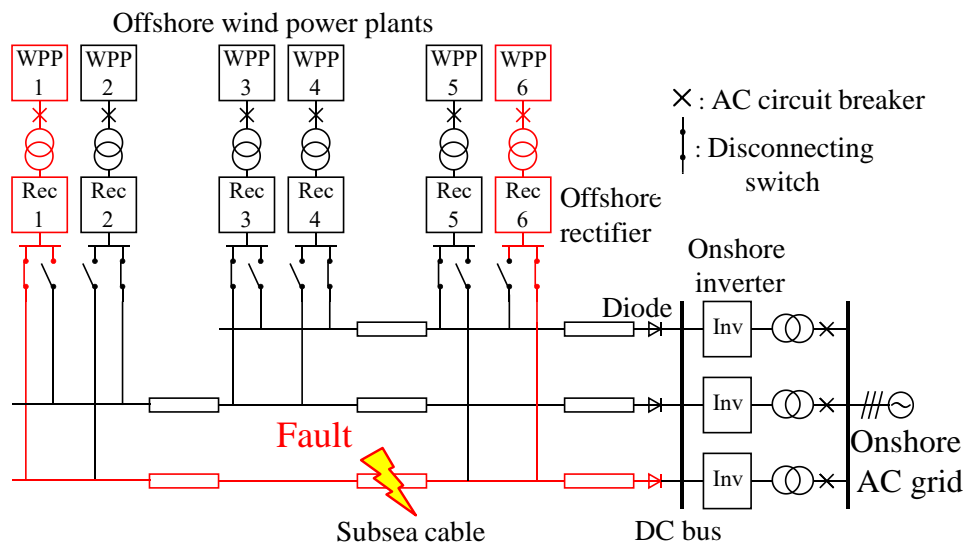 Offshore wind power plants
WPP
1
WPP
2
WPP
3
WPP
4
WPP
5
WPP
6
: AC circuit breaker
: Disconnecting
switch
Rec
1
Rec
2
Rec
3
Rec
4
Rec
5
Rec
6
Offshore
rectifier
Onshore
inverter
Diode
Inv
Inv
Inv
Fault
Subsea cable
DC bus
Onshore
AC grid